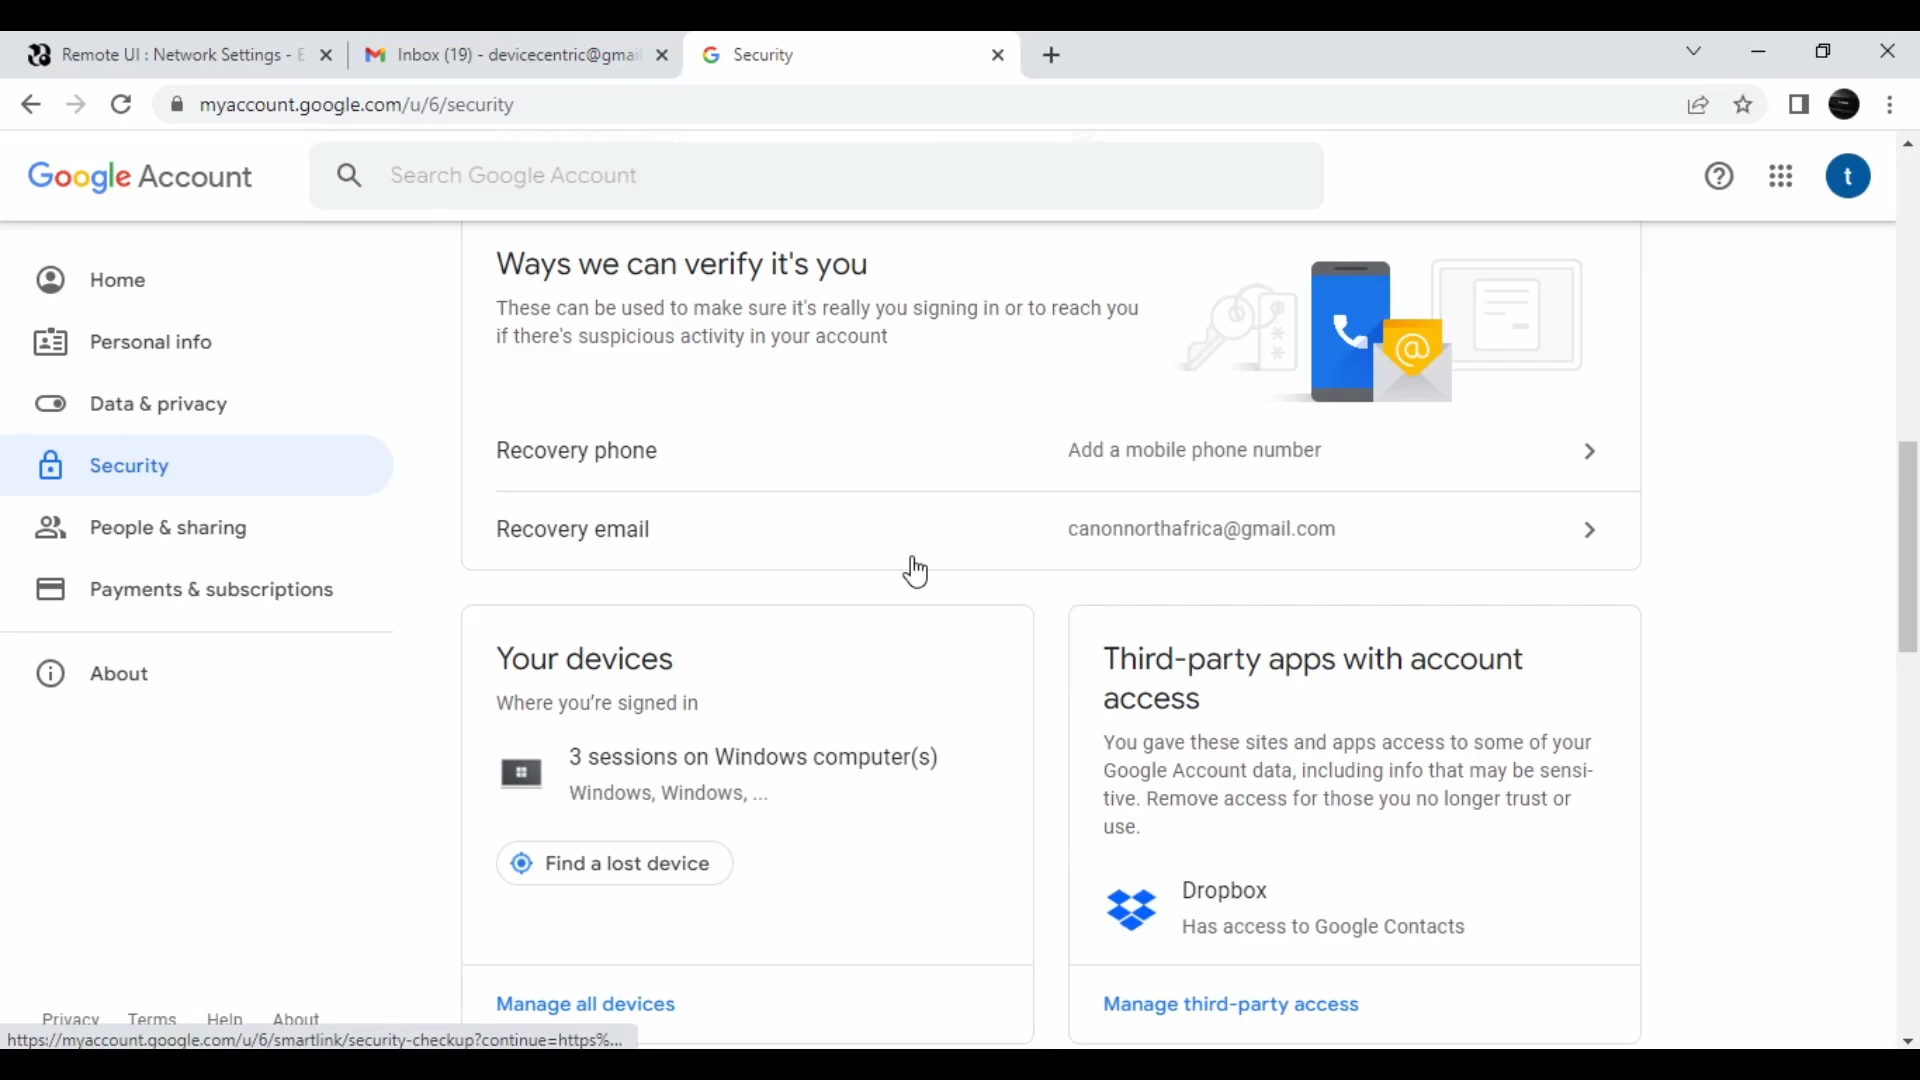 Remote UI : Network Settings - E
Inbox (19) - devicecentric@gmai
Security
myaccount.google.com/u/6/security
Google Account
Search Google Account
t
Home
Personal info
Data & privacy
Security
People & sharing
Payments & subscriptions
About
Ways we can verify it's you
These can be used to make sure it's really you signing in or to reach you
if there's suspicious activity in your account
Recovery phone
Add a mobile phone number
Recovery email
canonnorthafrica@gmail.com
Your devices
Where you're signed in
3 sessions on Windows computer(s)
Windows, Windows, ...
Find a lost device
Manage all devices
Third-party apps with account
access
You gave these sites and apps access to some of your
Google Account data, including info that may be sensi-
tive. Remove access for those you no longer trust or
use.
Dropbox
Has access to Google Contacts
Manage third-party access
Privacy Terms Help About
https://myaccount.google.com/u/6/smartlink/security-checkup?continue=https%...